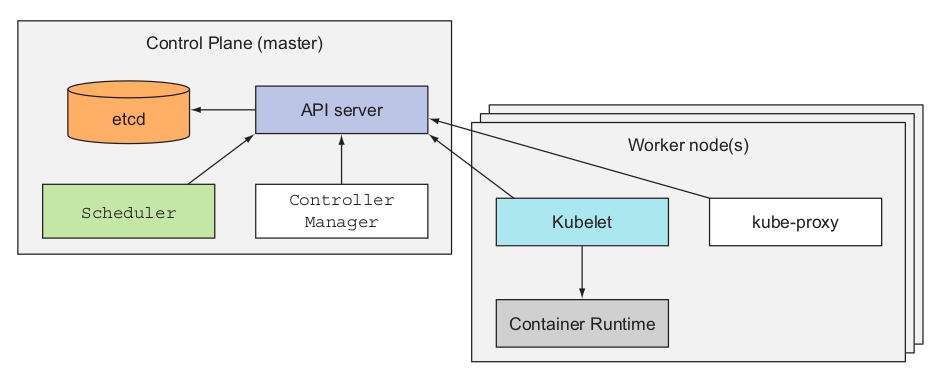 Control Plane (master)
etcd
API server
Scheduler
Controller
Manager
Worker node(s)
Kubelet
kube-proxy
Container Runtime